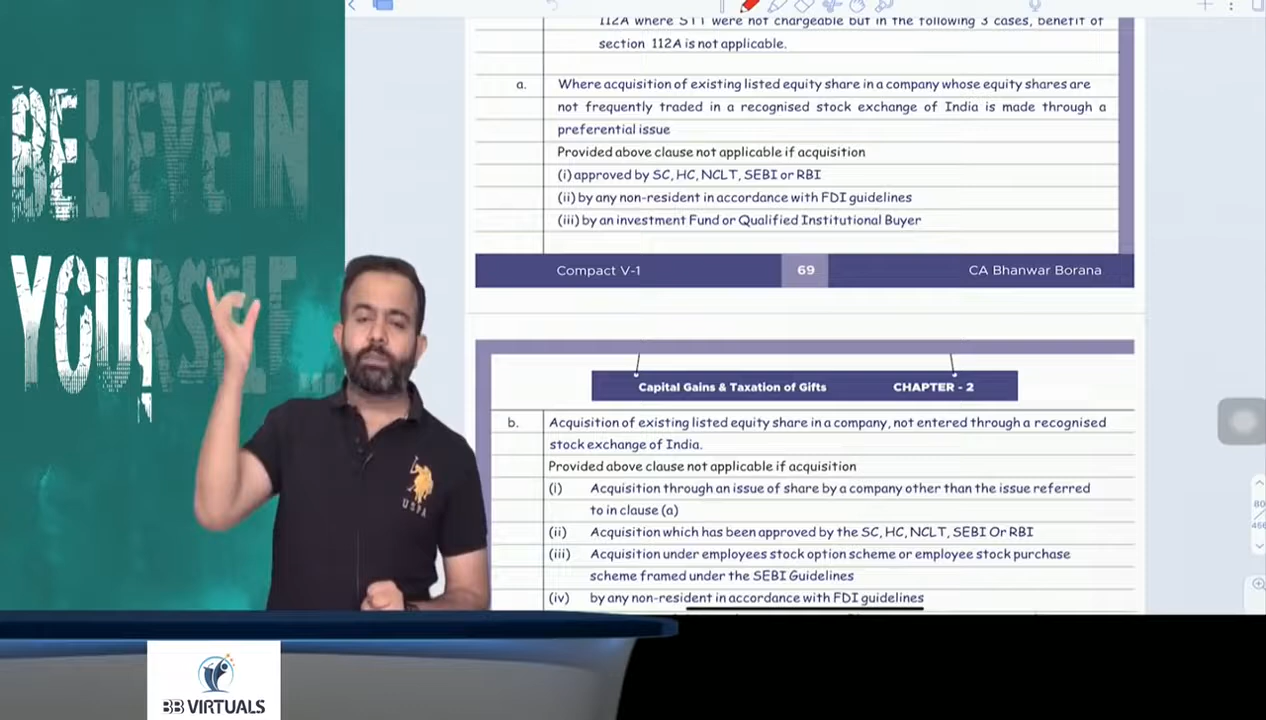 BELIEVE IN
YOURSELF...
112A where STT were not chargeable but in the following 3 cases, benefit of
section 112A is not applicable.
a. Where acquisition of existing listed equity share in a company whose equity shares are
not frequently traded in a recognised stock exchange of India is made through a
preferential issue
Provided above clause not applicable if acquisition
(i) approved by SC, HC, NCLT, SEBI or RBI
(ii) by any non-resident in accordance with FDI guidelines
(iii) by an investment Fund or Qualified Institutional Buyer
Compact V-1 69 CA Bhanwar Borana
Capital Gains & Taxation of Gifts CHAPTER - 2
b. Acquisition of existing listed equity share in a company, not entered through a recognised
stock exchange of India.
Provided above clause not applicable if acquisition
(i) Acquisition through an issue of share by a company other than the issue referred
to in clause (a)
(ii) Acquisition which has been approved by the SC, HC, NCLT, SEBI Or RBI
(iii) Acquisition under employees stock option scheme or employee stock purchase
scheme framed under the SEBI Guidelines
(iv) by any non-resident in accordance with FDI guidelines
USPA
80
BB VIRTUALS